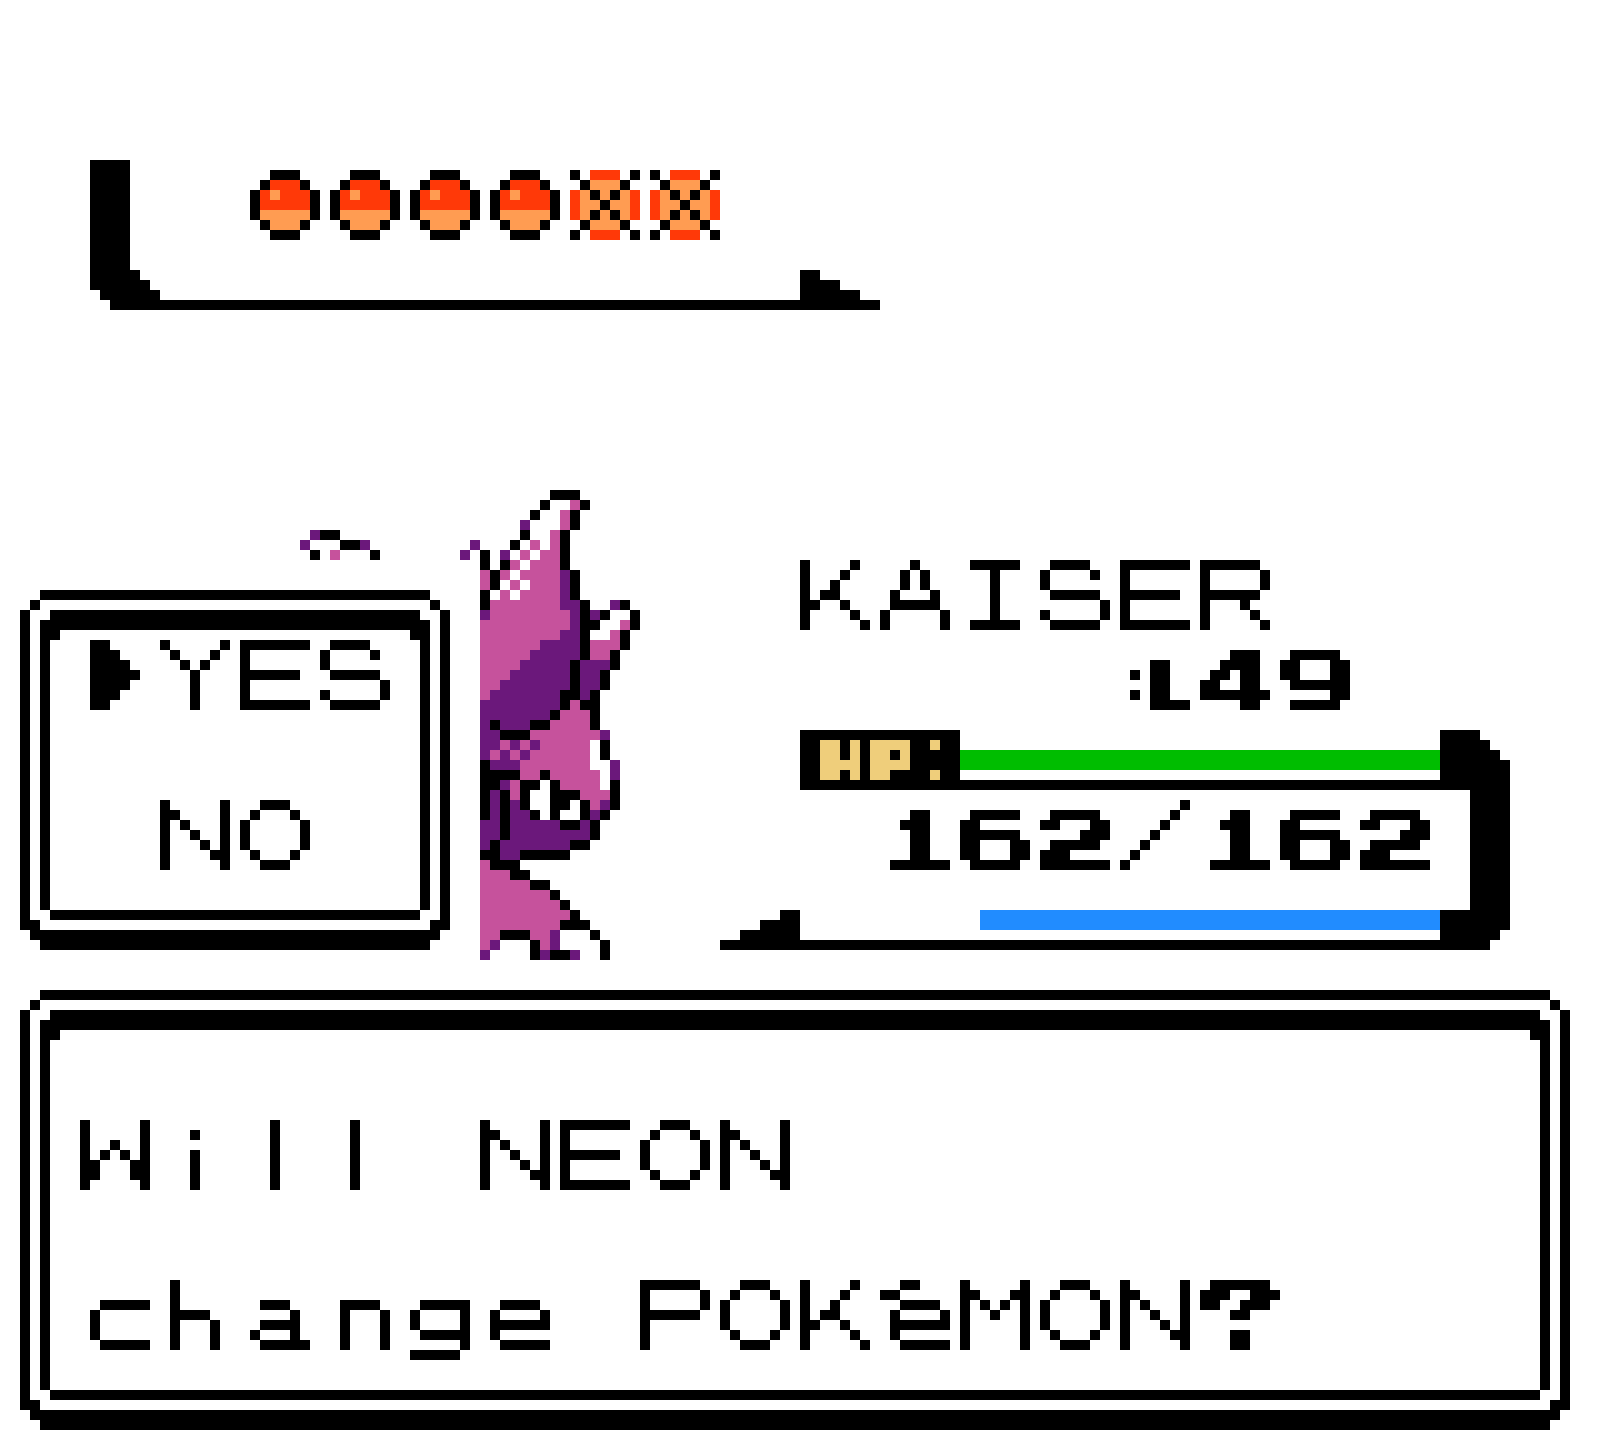 KAISER
:L49
YES
HP:
162/162
NO
Will NEON
change POKéMON?